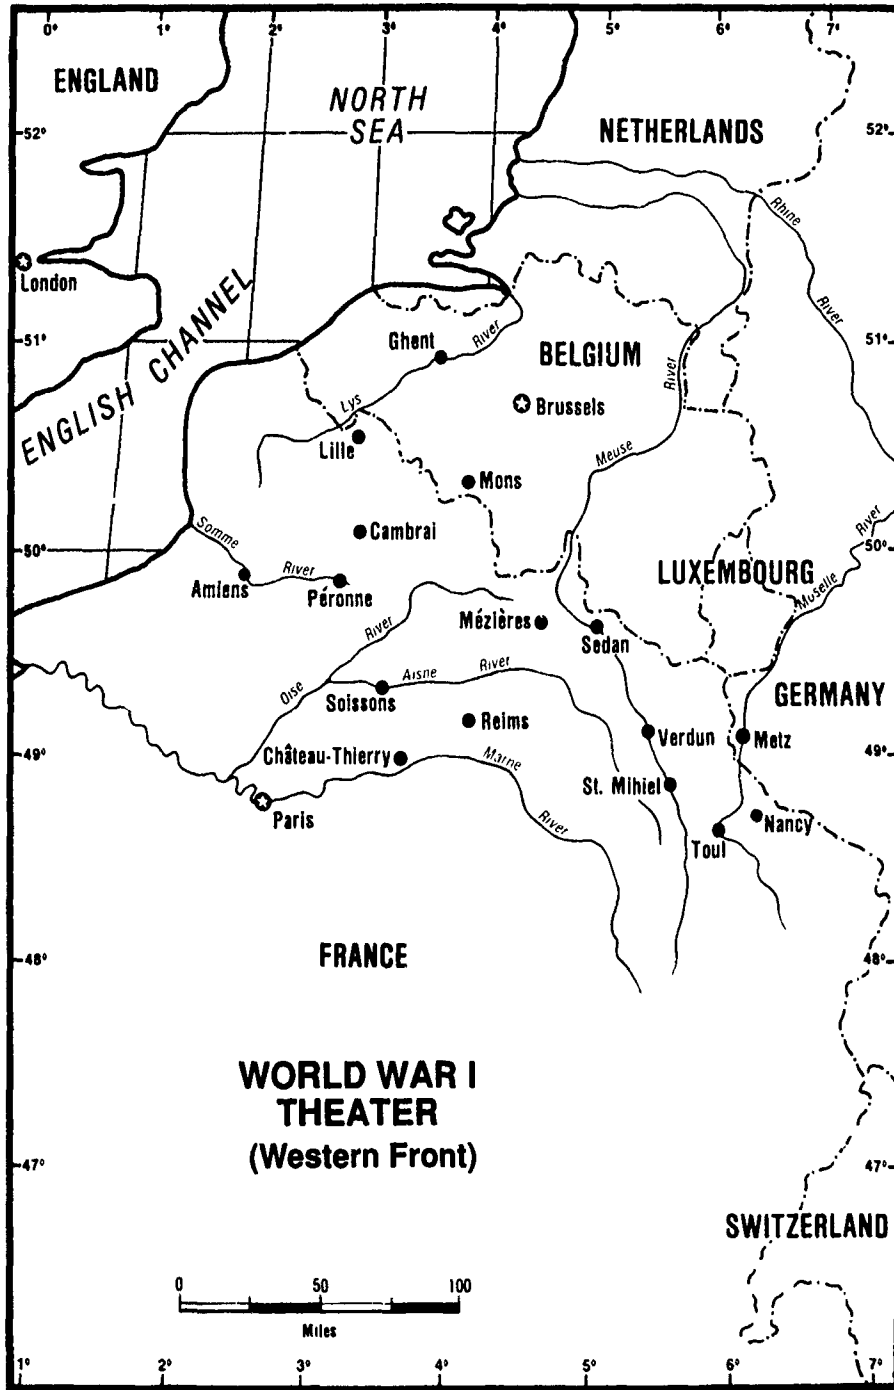 0° 1° 2° 3° 4° 5° 6° 7°
ENGLAND
NORTH
SEA
NETHERLANDS
52° 52°
Rhine
River
London
ENGLISH CHANNEL
51° 51°
Ghent
River
Lys
BELGIUM
River
Brussels
Lille
Meuse
Mons
Somme
Cambrai
River
50° 50°
LUXEMBOURG
Amiens
River
Péronne
Muselle
Mézières
River
Sedan
Oise
Aisne
River
GERMANY
Soissons
Reims
Verdun
Metz
49° 49°
Château-Thierry
Marne
St. Mihiel
Paris
River
Nancy
Toul
FRANCE
48° 48°
WORLD WAR I
THEATER
(Western Front)
47° 47°
SWITZERLAND
0 50 100
Miles
1° 2° 3° 4° 5° 6° 7°